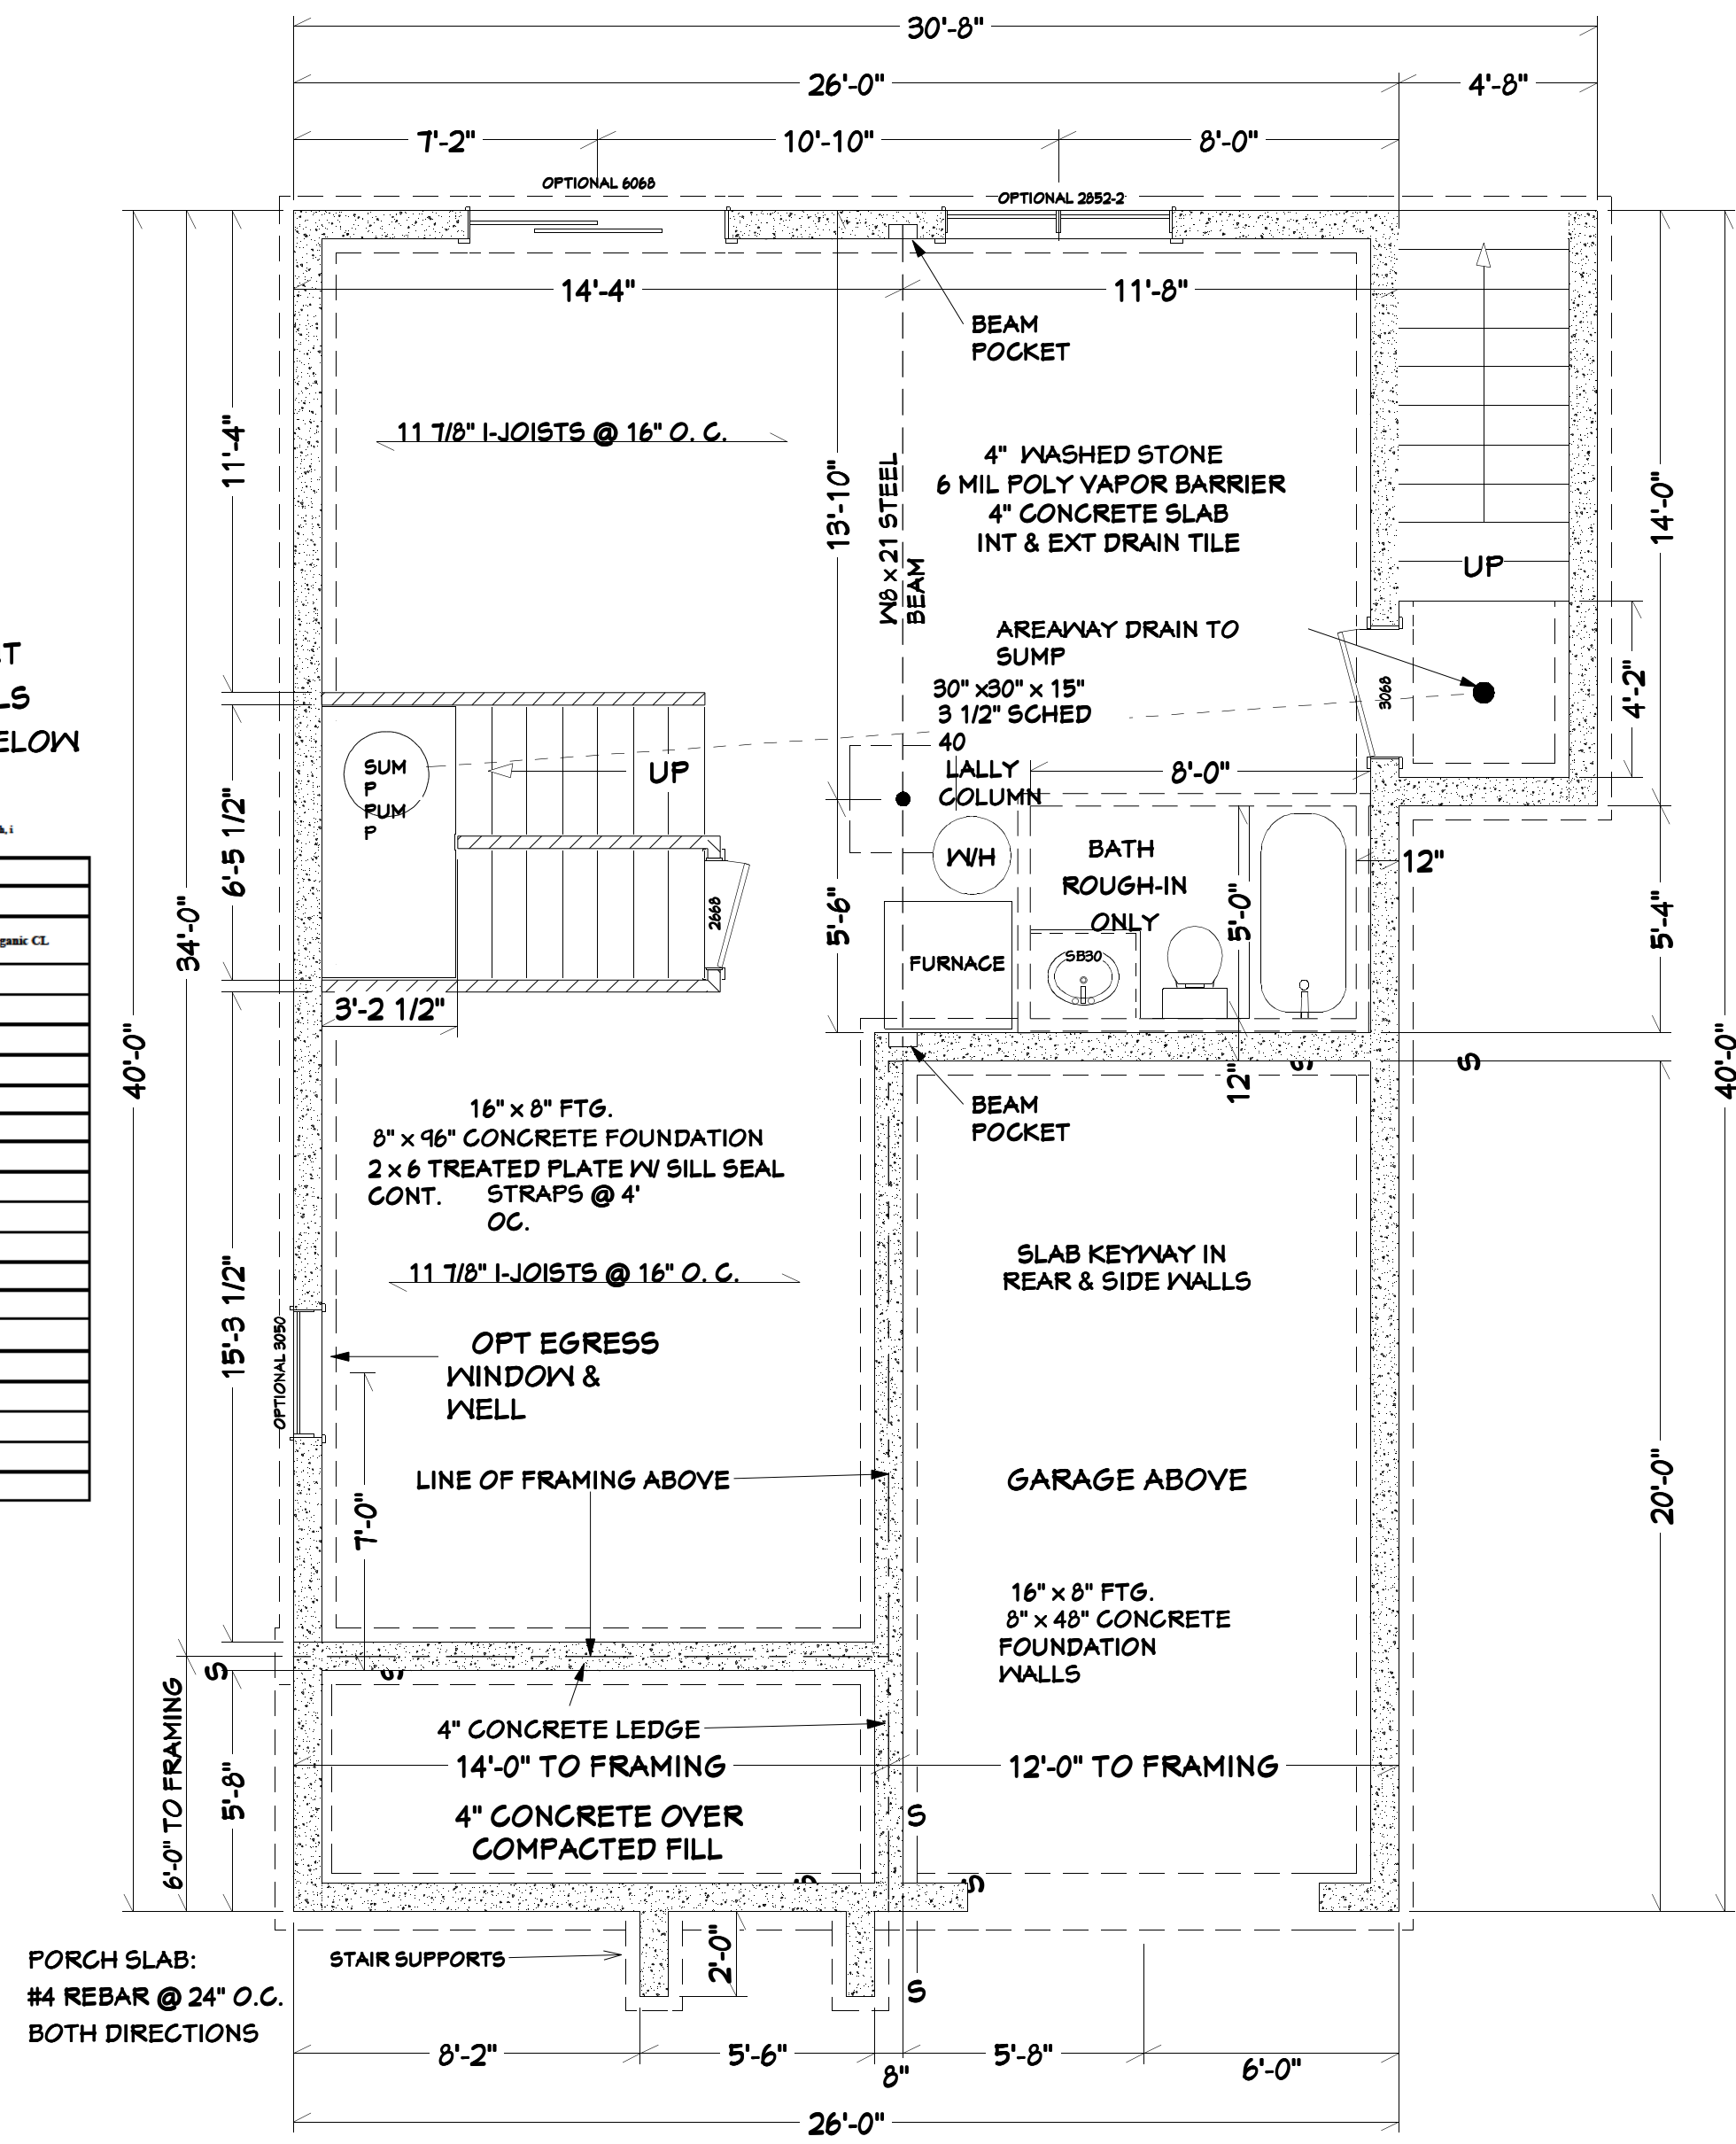 30'-8"
26'-0"
4'-8"
7'-2"
10'-10"
8'-0"
OPTIONAL 6068
OPTIONAL 2852-2
14'-4"
11'-8"
BEAM
POCKET
11 7/8" I-JOISTS @ 16" O. C.
11'-4"
13'-10"
W8 x 21 STEEL
BEAM
4" WASHED STONE
6 MIL POLY VAPOR BARRIER
4" CONCRETE SLAB
INT & EXT DRAIN TILE
14'-0"
UP
AREAWAY DRAIN TO
SUMP
30" x30" x 15"
3 1/2" SCHED
40
LALLY
COLUMN
3068
4'-2"
LS
ELOW
SUM
P
PUM
P
UP
8'-0"
h, i
6'-5 1/2"
34'-0"
2668
5'-6"
W/H
BATH
ROUGH-IN
ONLY
5'-0"
12"
5'-4"
ganic CL
FURNACE
SB30
3'-2 1/2"
40'-0"
40'-0"
S
S
12"
BEAM
POCKET
16" x 8" FTG.
8" x 96" CONCRETE FOUNDATION
2 x 6 TREATED PLATE W/ SILL SEAL
CONT. STRAPS @ 4'
OC.
11 7/8" I-JOISTS @ 16" O. C.
SLAB KEYWAY IN
REAR & SIDE WALLS
15'-3 1/2"
OPTIONAL 3050
OPT EGRESS
WINDOW &
WELL
LINE OF FRAMING ABOVE
GARAGE ABOVE
7'-0"
20'-0"
16" x 8" FTG.
8" x 48" CONCRETE
FOUNDATION
WALLS
S
S
6'-0" TO FRAMING
5'-8"
4" CONCRETE LEDGE
14'-0" TO FRAMING
12'-0" TO FRAMING
4" CONCRETE OVER
COMPACTED FILL
S
S
S
STAIR SUPPORTS
2'-0"
S
PORCH SLAB:
#4 REBAR @ 24" O.C.
BOTH DIRECTIONS
8'-2"
5'-6"
8"
5'-8"
6'-0"
26'-0"